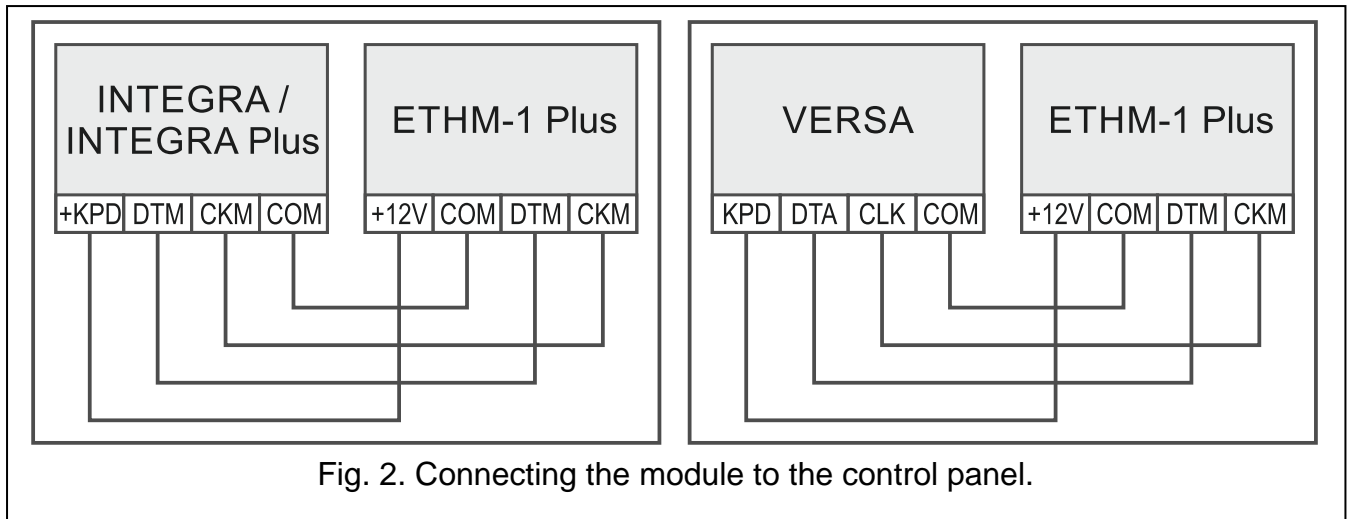 INTEGRA /
INTEGRA Plus
+KPD DTM CKM COM
ETHM-1 Plus
+12V COM DTM CKM
VERSA
KPD DTA CLK COM
ETHM-1 Plus
+12V COM DTM CKM
Fig. 2. Connecting the module to the control panel.